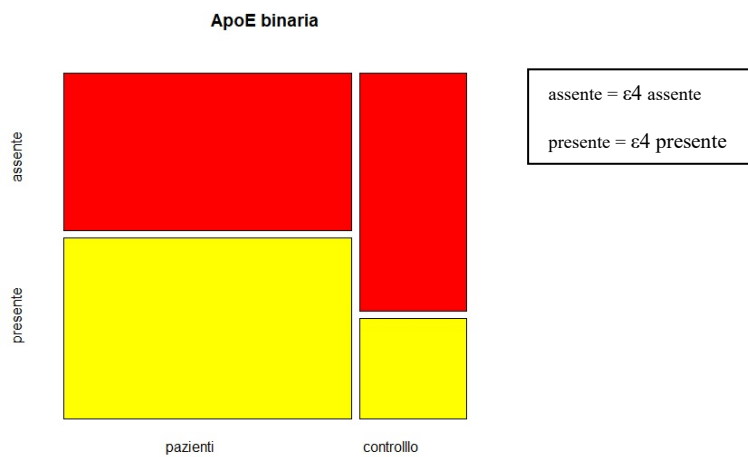 ApoE binaria
assente = ε4 assente
presente = ε4 presente
assente
presente
pazienti
controlllo